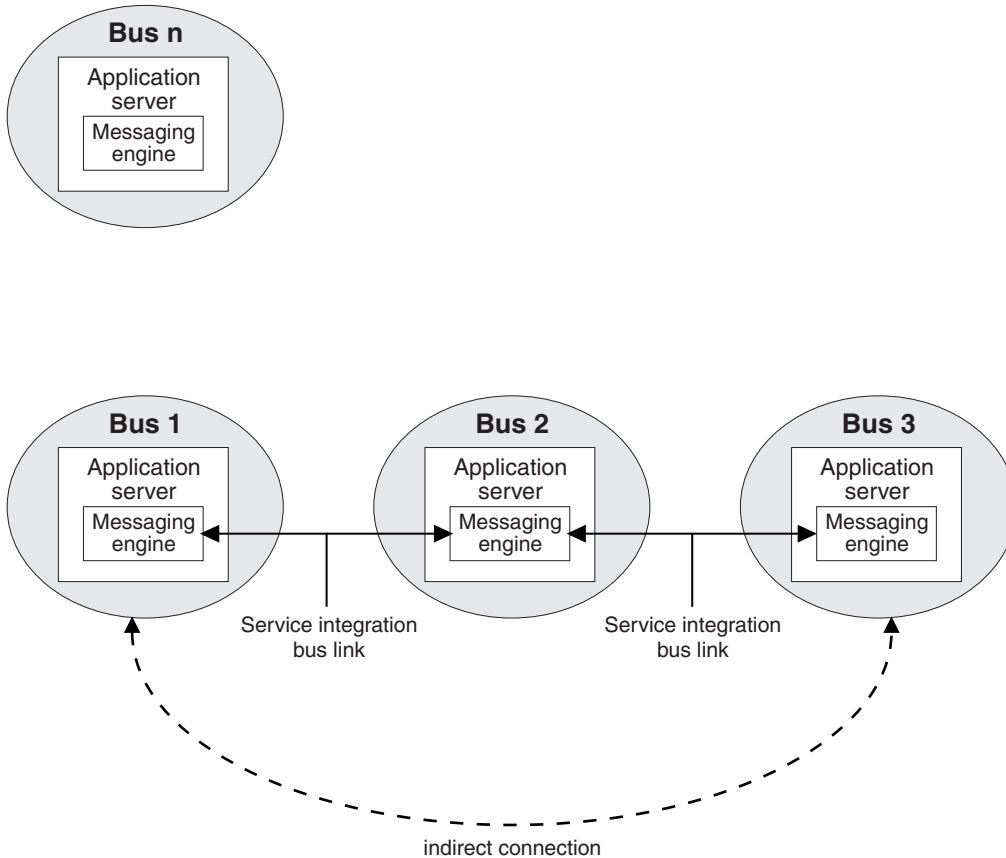 Bus n
Application
server
Messaging
engine
Bus 1
Application
server
Messaging
engine
Bus 2
Application
server
Messaging
engine
Bus 3
Application
server
Messaging
engine
Service integration
bus link
Service integration
bus link
indirect connection